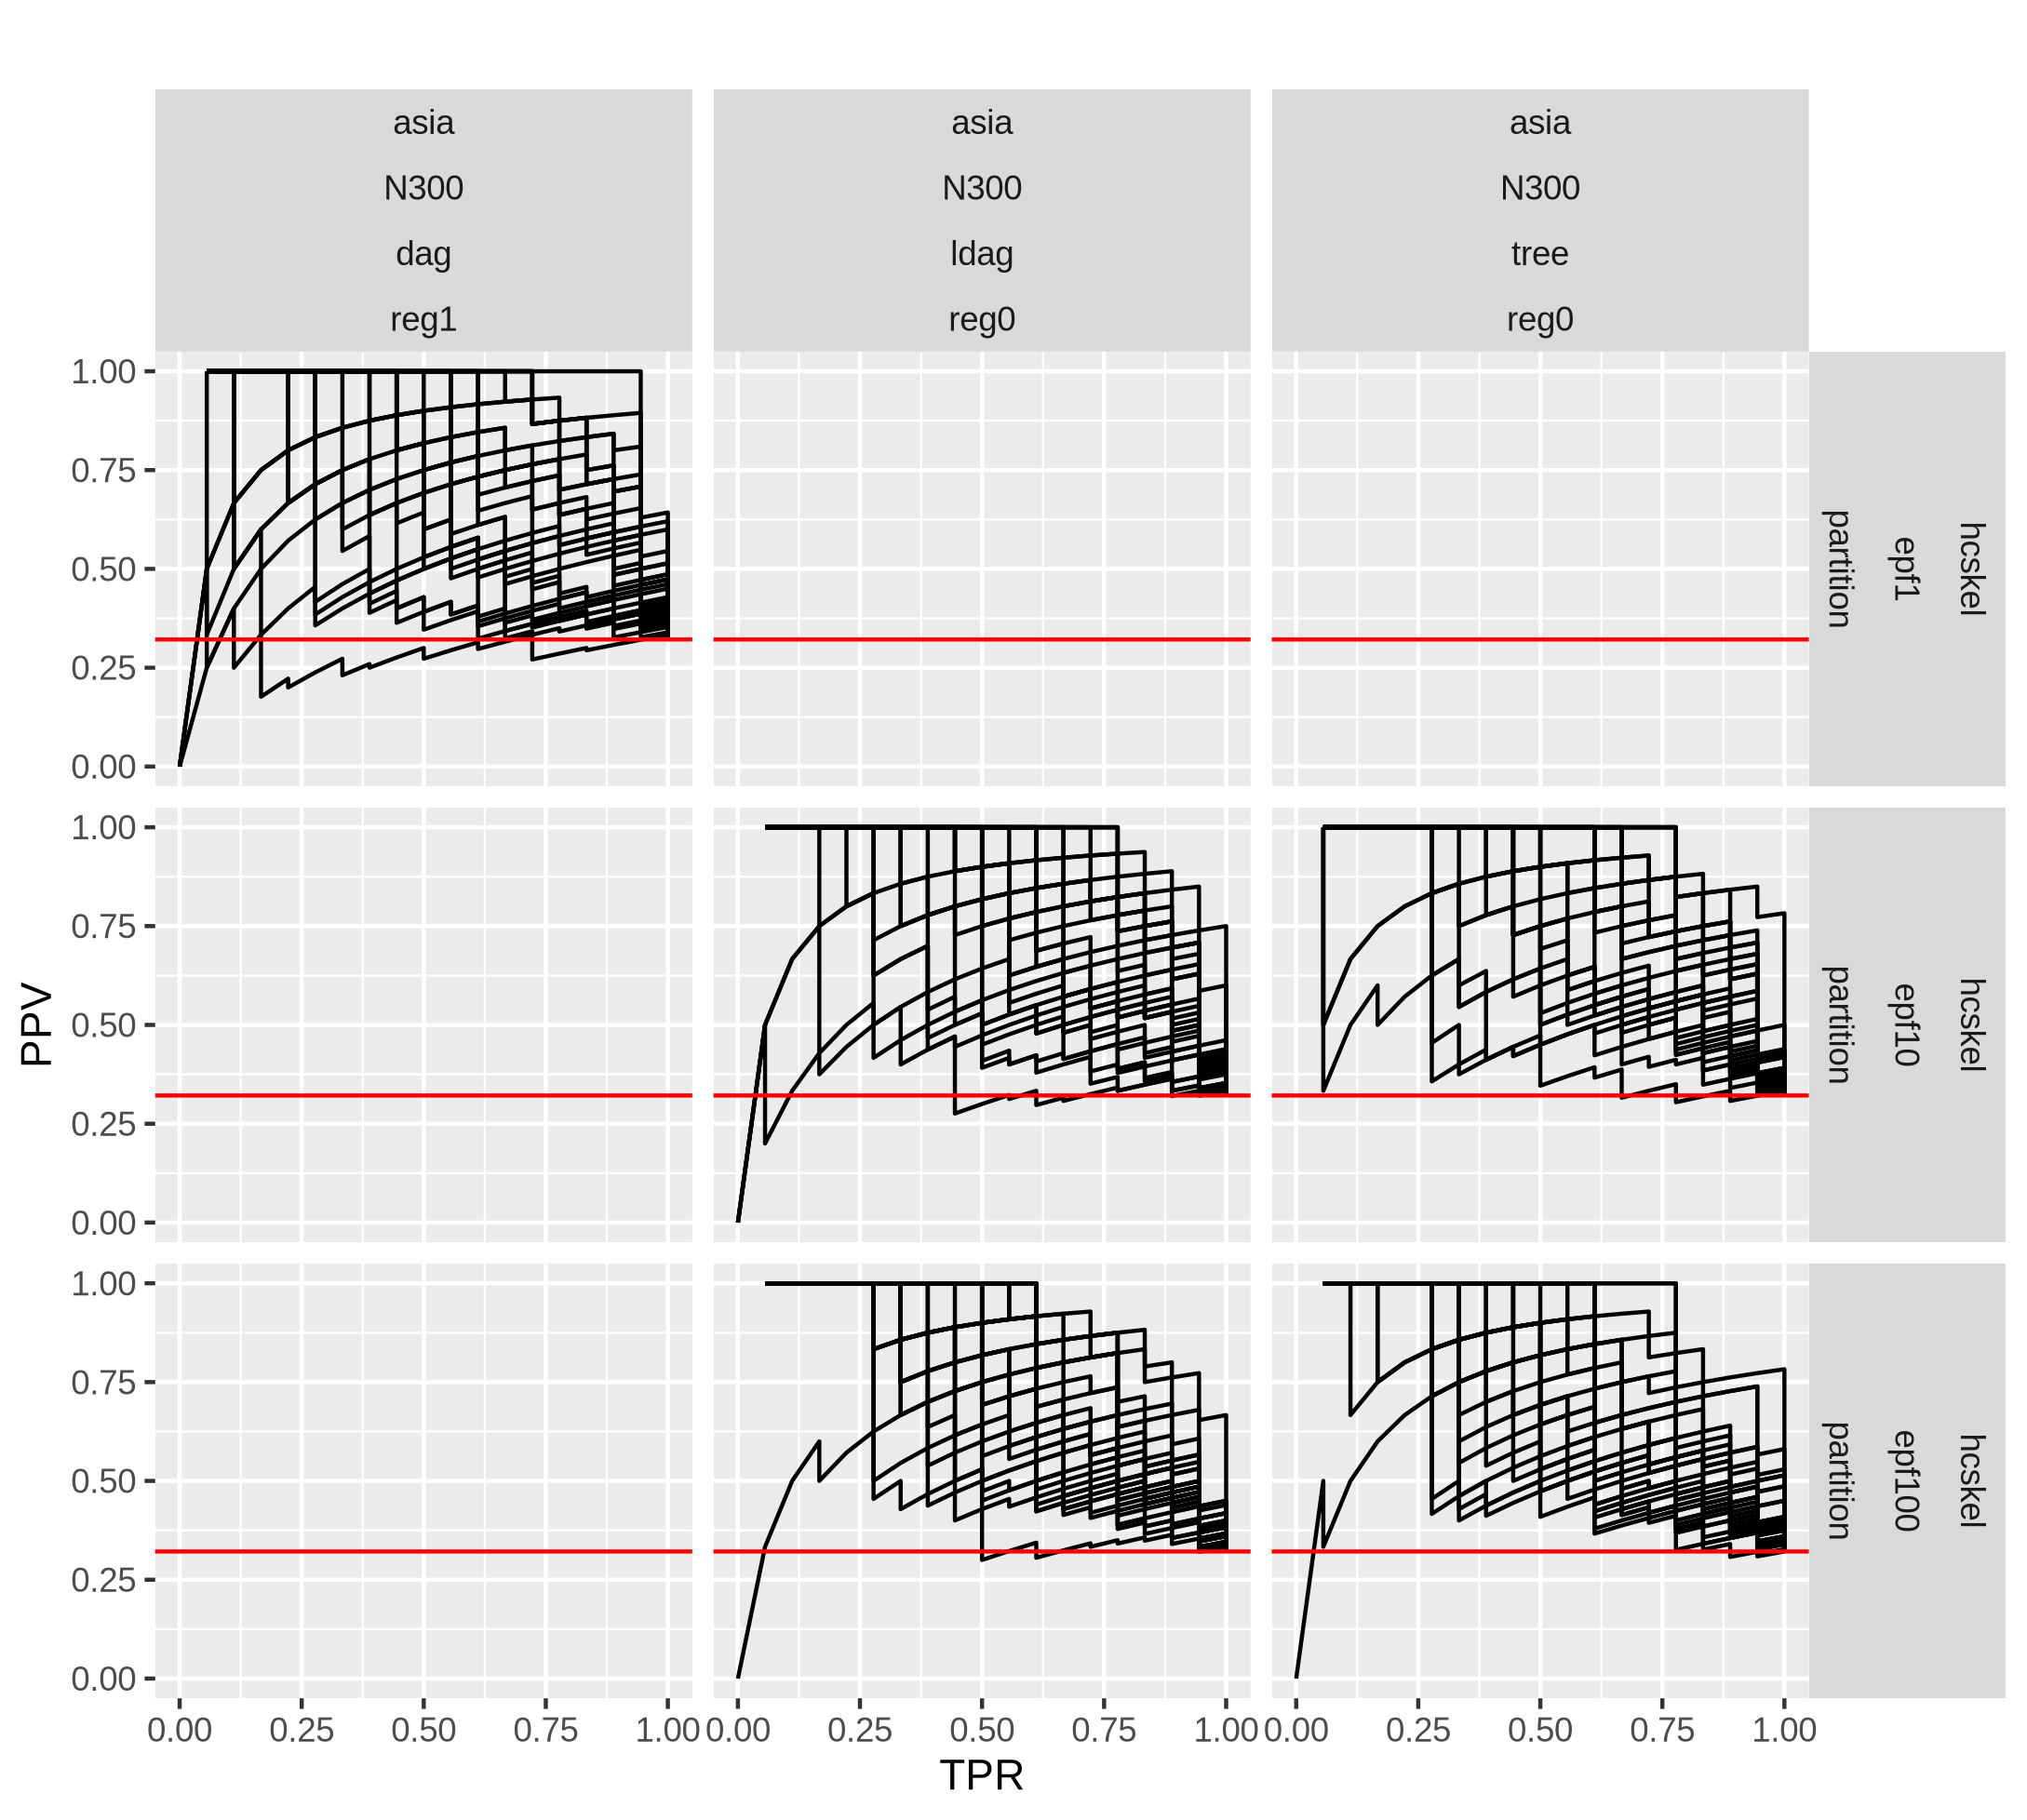 asia asia asia
N300 N300 N300
dag ldag tree
reg1 reg0 reg0
1.00
0.75
0.50
0.25
0.00
partition epf1 hcskel
1.00
0.75
0.50
0.25
0.00
partition epf10 hcskel
PPV
1.00
0.75
0.50
0.25
0.00
partition epf100 hcskel
0.00 0.25 0.50 0.75 1.00 0.00 0.25 0.50 0.75 1.00 0.00 0.25 0.50 0.75 1.00
TPR